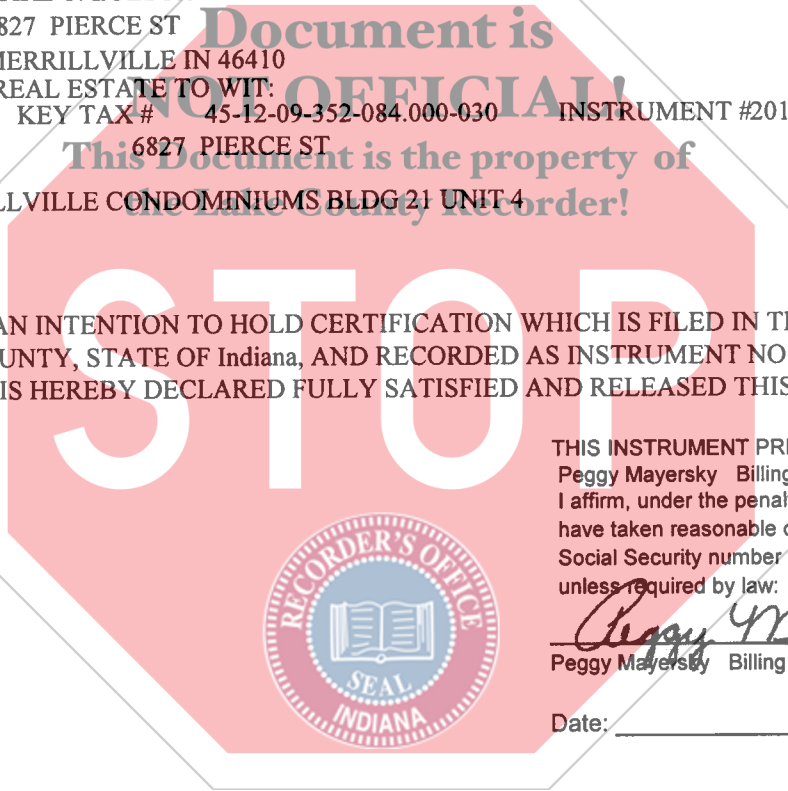 827 PIERCE ST
MERRILLVILLE IN 46410
REAL ESTATE TO WIT:
KEY TAX # 45-12-09-352-084.000-030 INSTRUMENT #201
6827 PIERCE ST
LLVILLE CONDOMINIUMS BLDG 21 UNIT 4
Document is
NOT OFFICIAL!
This Document is the property of
the Lake County Recorder!
STOP
AN INTENTION TO HOLD CERTIFICATION WHICH IS FILED IN T
UNTY, STATE OF Indiana, AND RECORDED AS INSTRUMENT NO
IS HEREBY DECLARED FULLY SATISFIED AND RELEASED THIS
THIS INSTRUMENT PR
Peggy Mayersky Billing
I affirm, under the penal
have taken reasonable
Social Security number
unless required by law:
Peggy M
Peggy Mayersky Billing
Date:
RECORDER'S OFFICE
SEAL
INDIANA